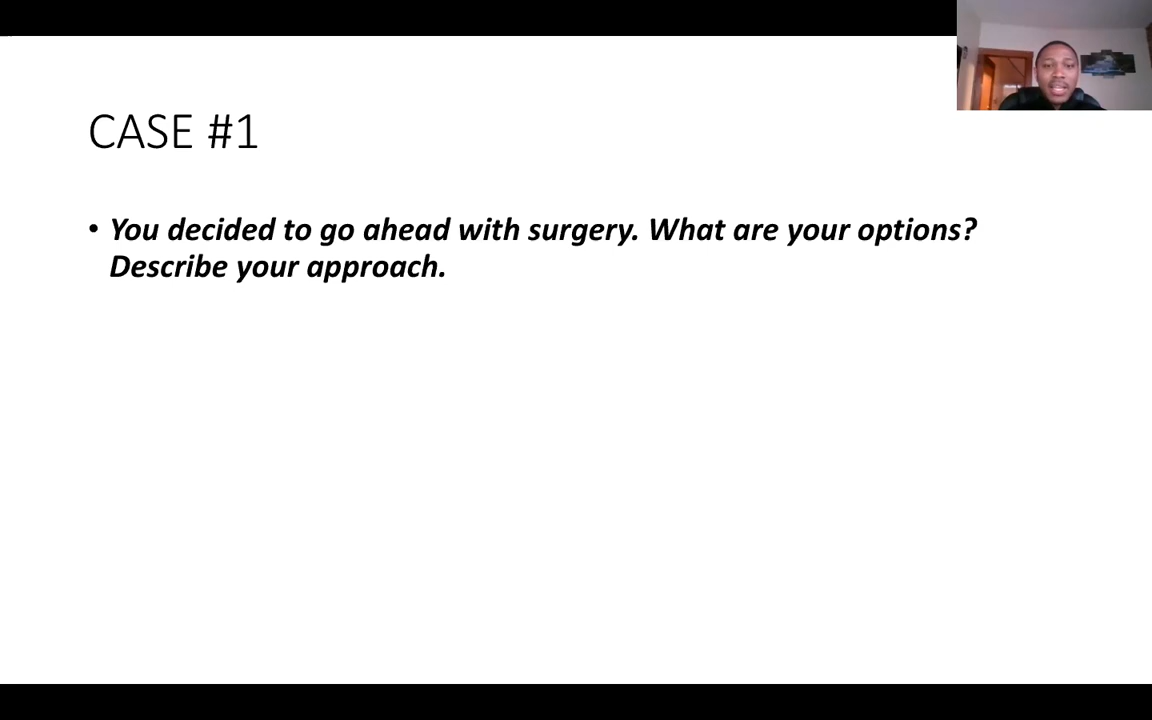 CASE #1
• You decided to go ahead with surgery. What are your options?
Describe your approach.